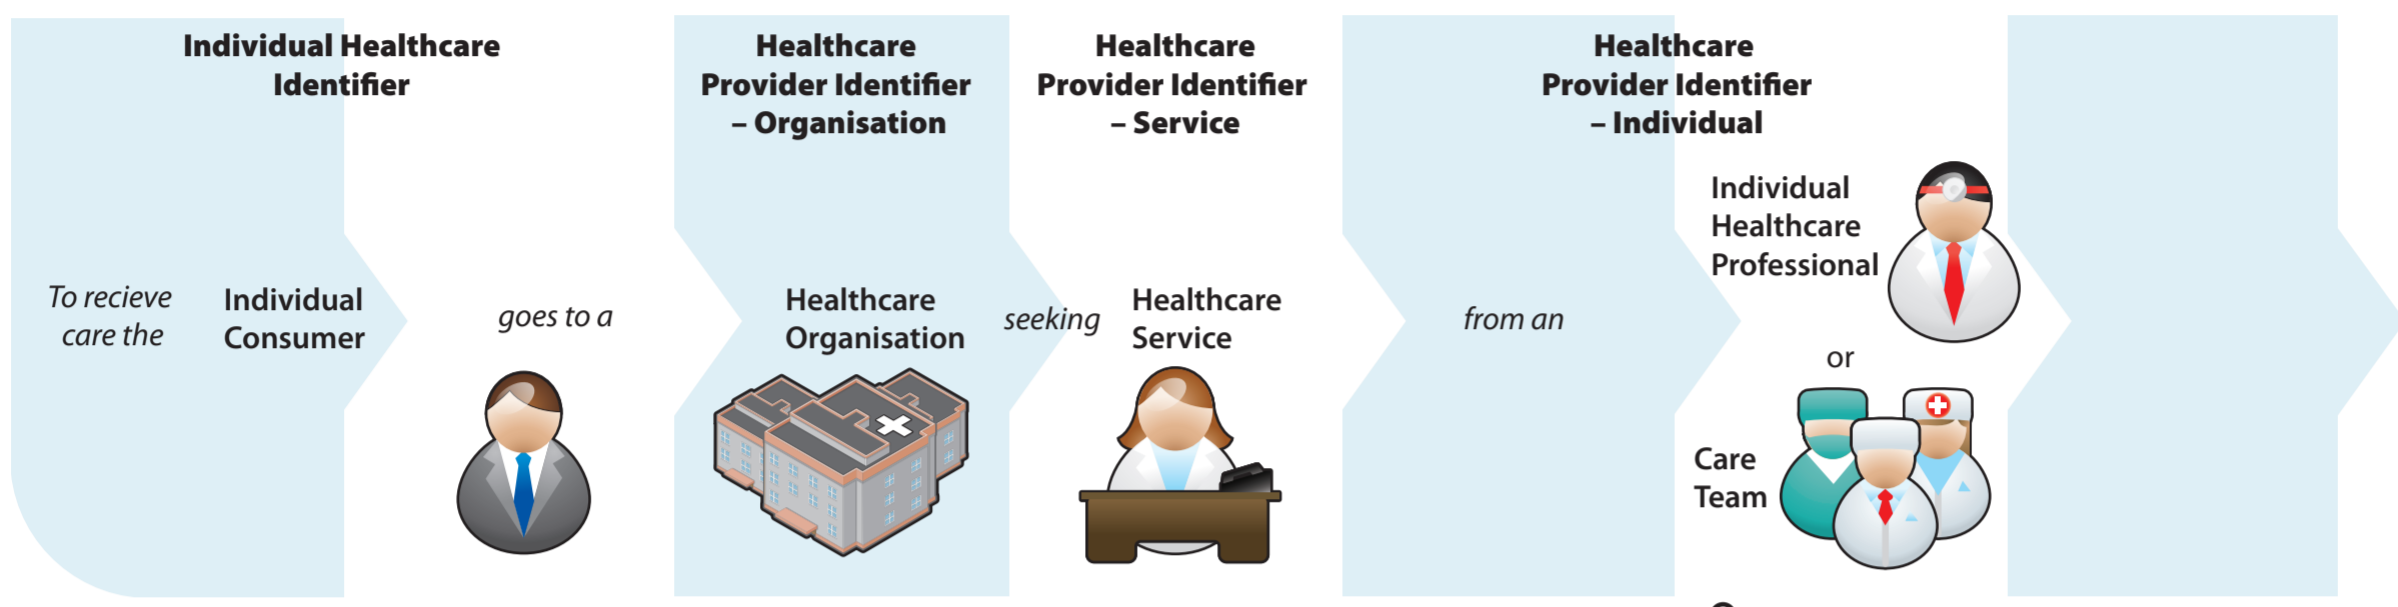 Individual Healthcare
Identifier
Healthcare
Provider Identifier
– Organisation
Healthcare
Provider Identifier
– Service
Healthcare
Provider Identifier
– Individual
To recieve
care the
Individual
Consumer
goes to a
Healthcare
Organisation
seeking
Healthcare
Service
from an
Individual
Healthcare
Professional
or
Care
Team